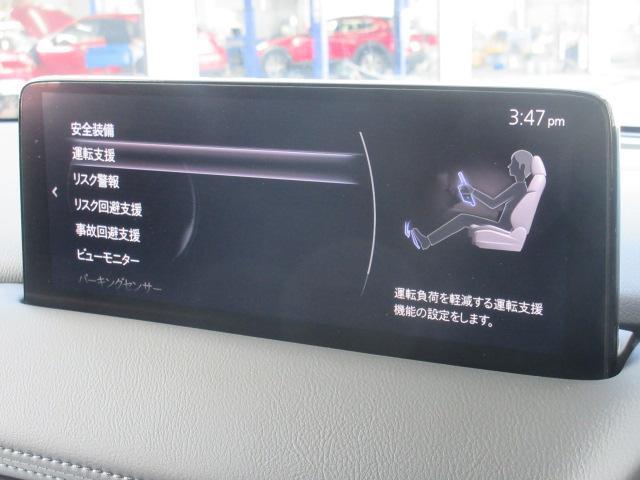 3:47 pm
安全装備
運転支援
リスク警報
リスク回避支援
事故回避支援
ビューモニター
パーキングセンサー
運転負荷を軽減する運転支援
機能の設定をします。